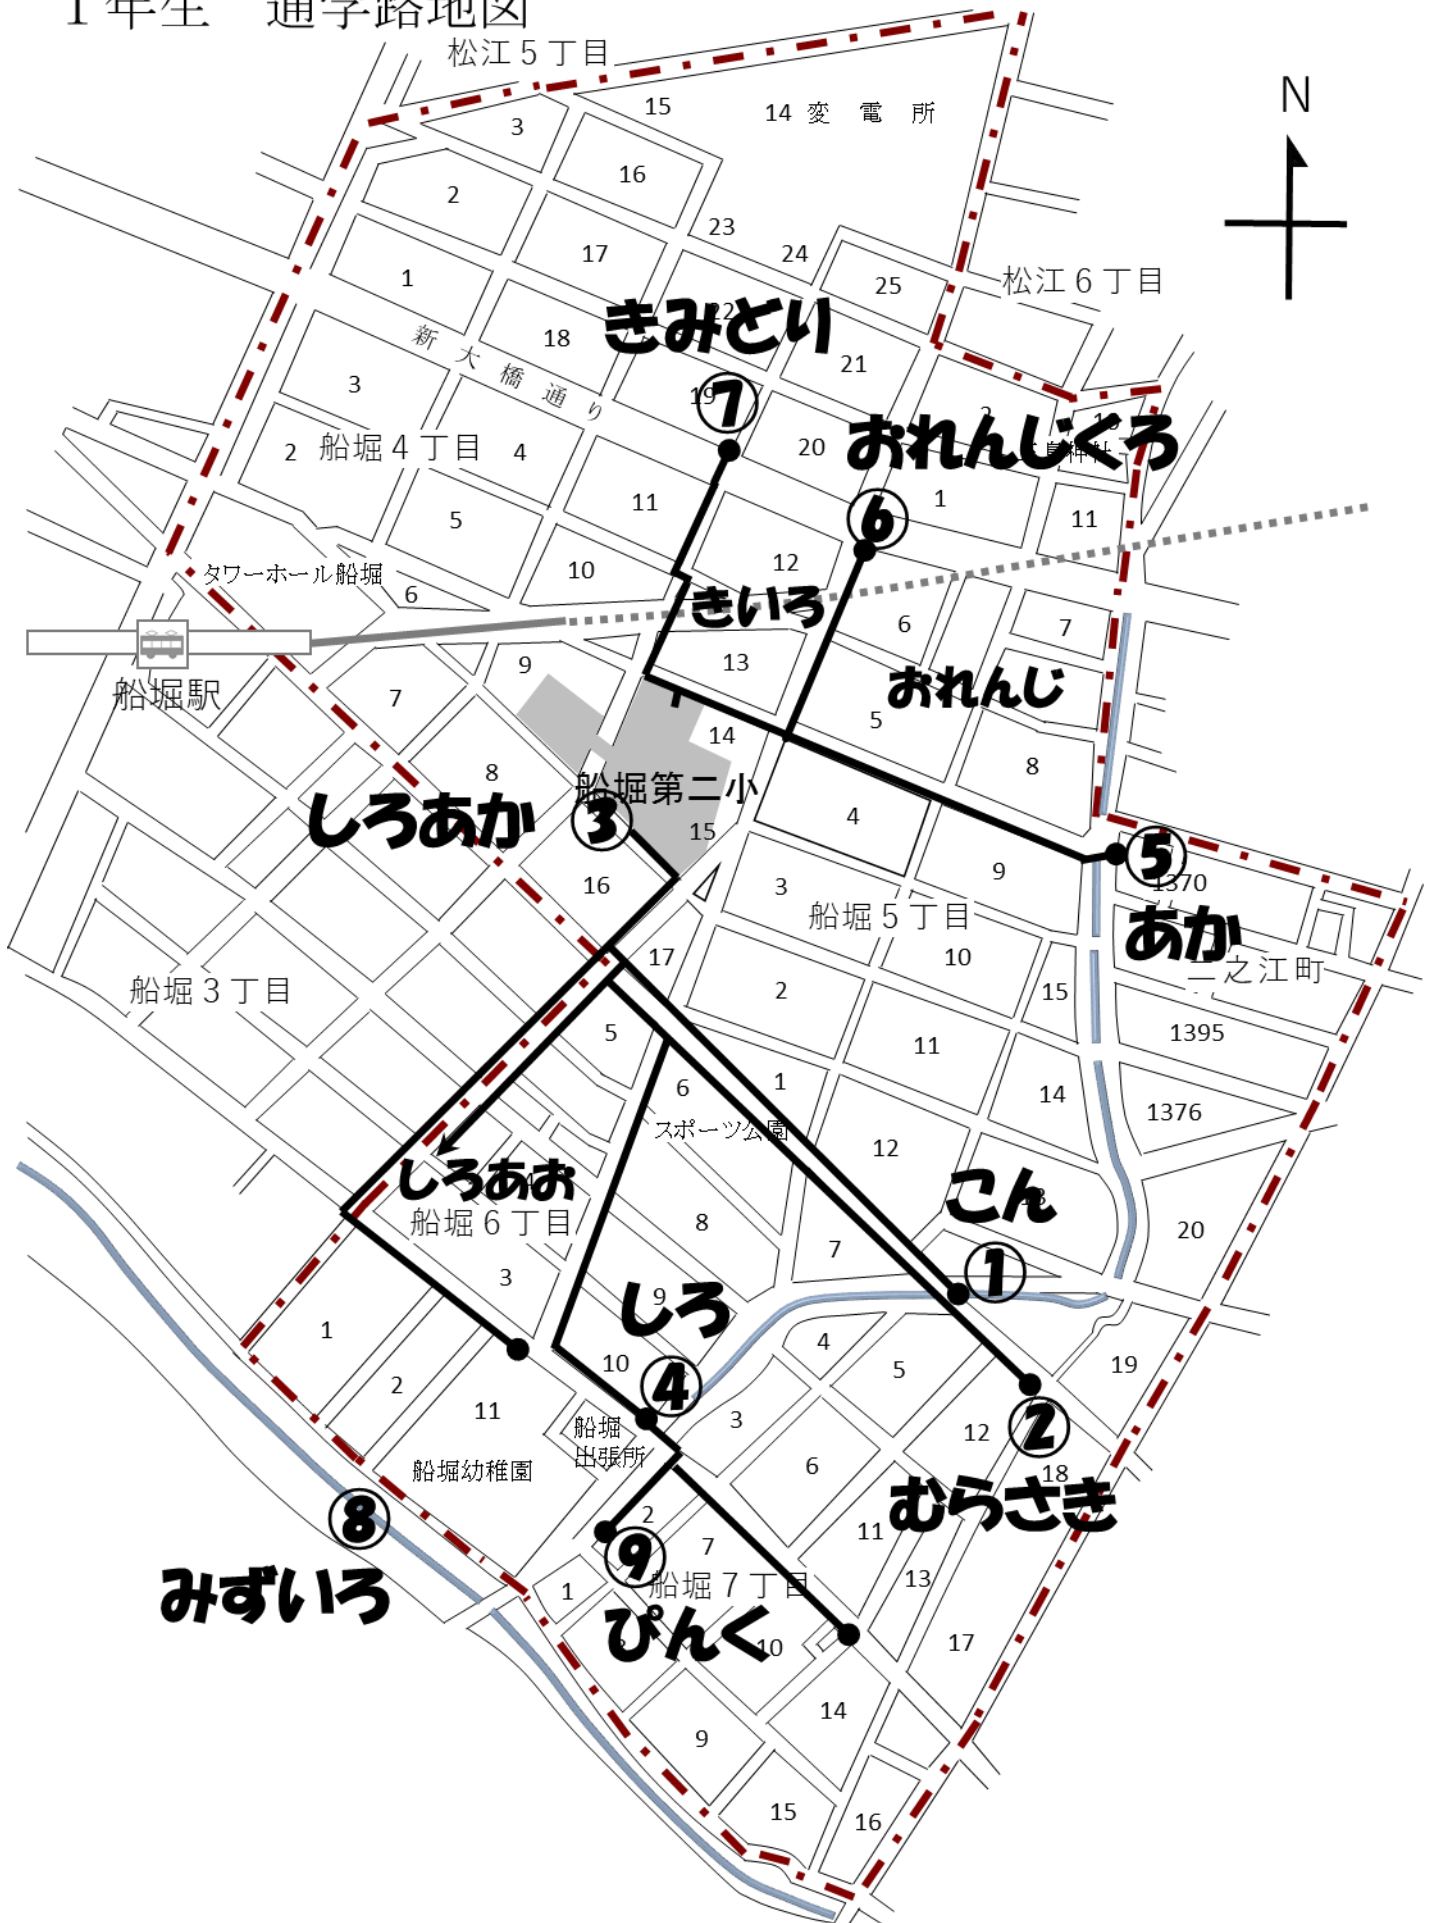 １年生　通学路地図
松江５丁目
N
15
14 変 電 所
3
16
2
23
17
24
松江６丁目
25
1
22
きみどり
新大橋通り
18
21
3
19
⑦
2
おれんじくろ
船堀４丁目
20
2
4
1
⑥
11
11
5
12
タワーホール船堀
10
6
きいろ
6
7
13
9
おれんじ
船堀駅
7
5
14
8
8
船堀第二小
しろあか
③
15
4
⑤
16
3
9
1370
船堀５丁目
あか
17
10
二之江町
船堀３丁目
2
15
5
11
1395
6
1
14
1376
スポーツ公園
12
しろあお
4
こん
13
船堀６丁目
8
7
20
3
9
①
しろ
1
4
10
④
5
19
2
11
3
②
船堀
出張所
12
船堀幼稚園
6
18
⑧
2
むらさき
7
11
⑨
みずいろ
1
船堀７丁目
13
ぴんく
10
17
14
9
15
16